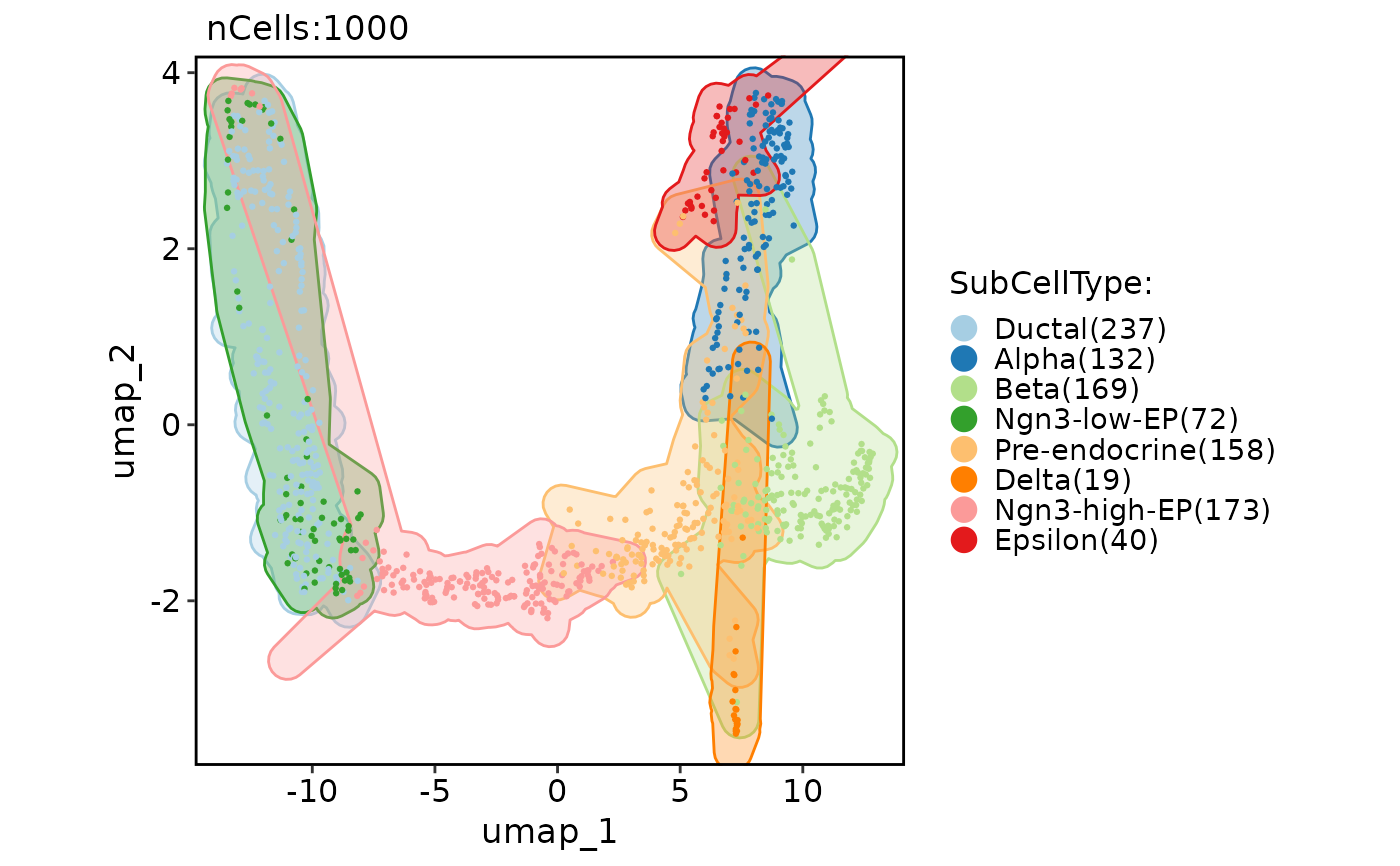 nCells:1000
4
2
0
-2
umap_2
-10 -5 0 5 10
umap_1
SubCellType:
Ductal(237)
Alpha(132)
Beta(169)
Ngn3-low-EP(72)
Pre-endocrine(158)
Delta(19)
Ngn3-high-EP(173)
Epsilon(40)